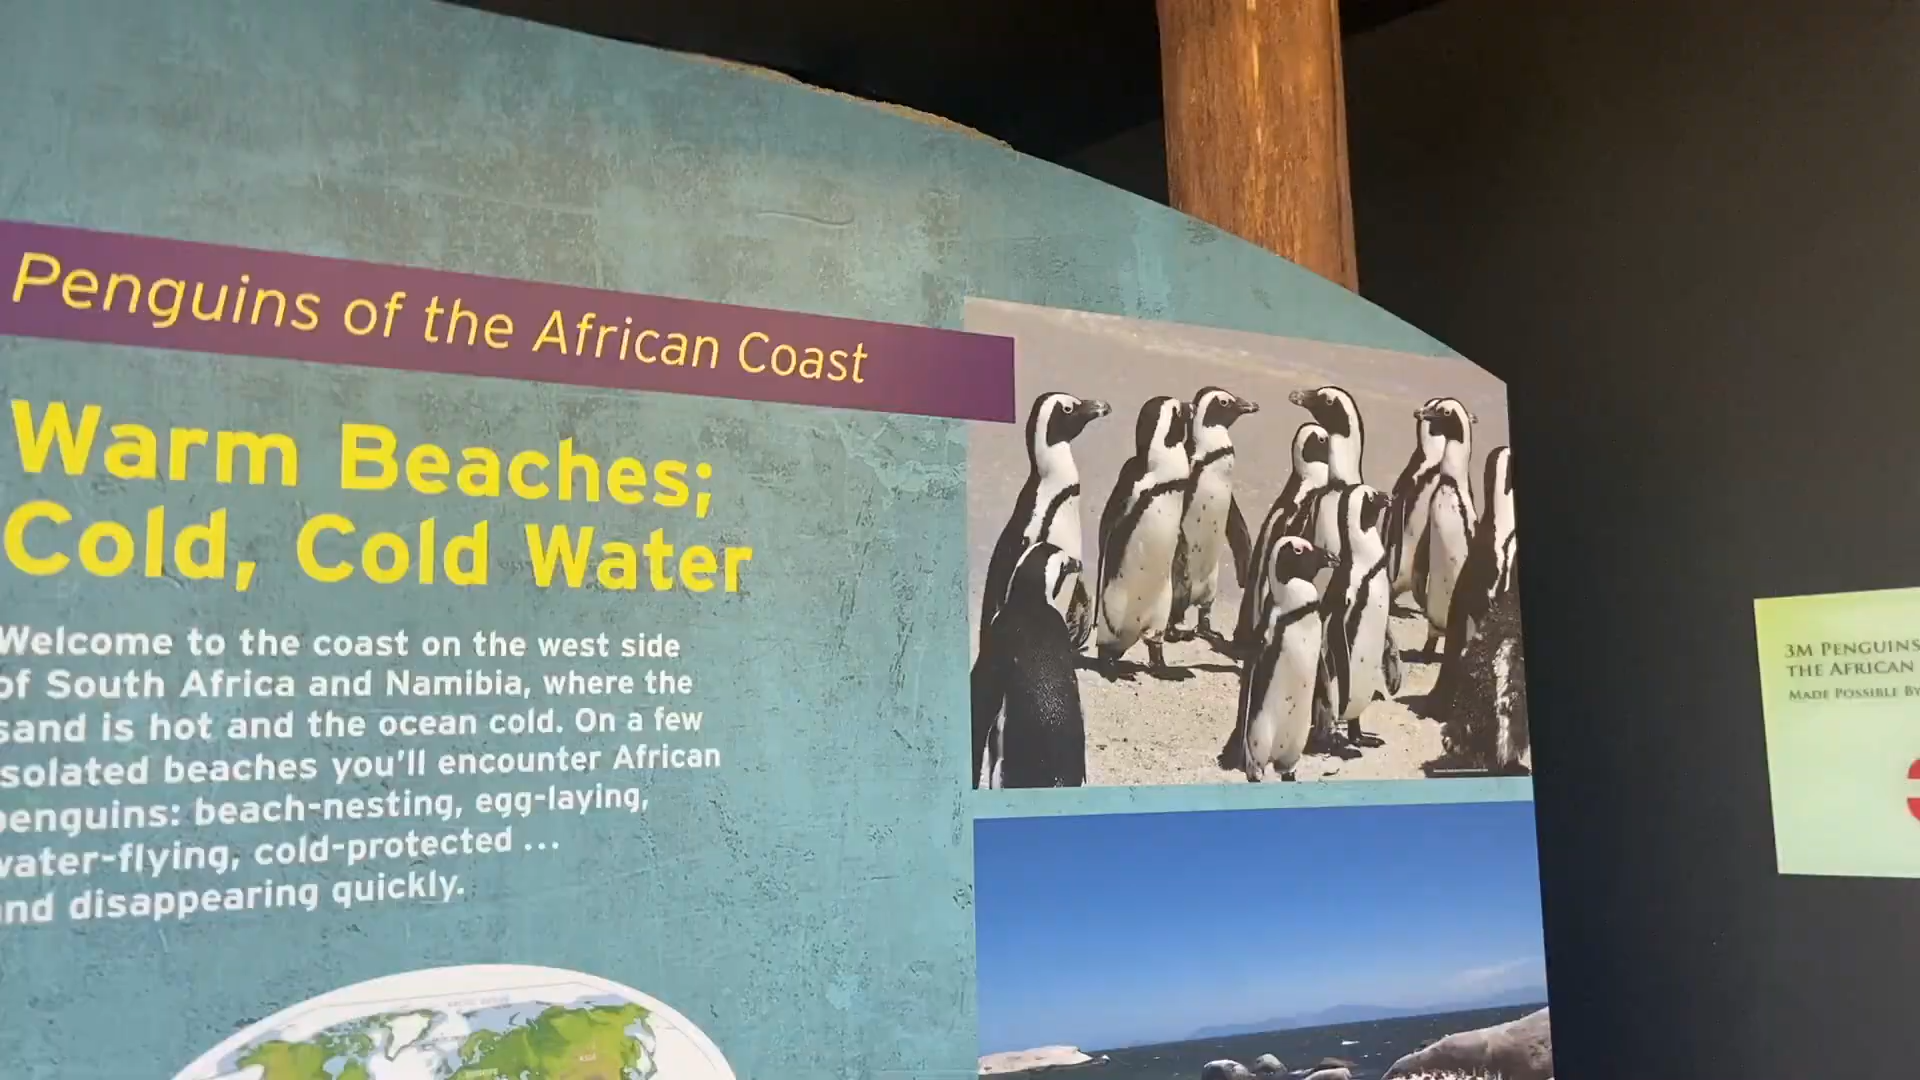 Penguins of the African Coast
Warm Beaches;
Cold, Cold Water
Welcome to the coast on the west side
of South Africa and Namibia, where the
sand is hot and the ocean cold. On a few
solated beaches you'll encounter African
penguins: beach-nesting, egg-laying,
water-flying, cold-protected ...
nd disappearing quickly.
ASIA
EUROPE
3M PENGUINS
THE AFRICAN
MADE POSSIBLE BY